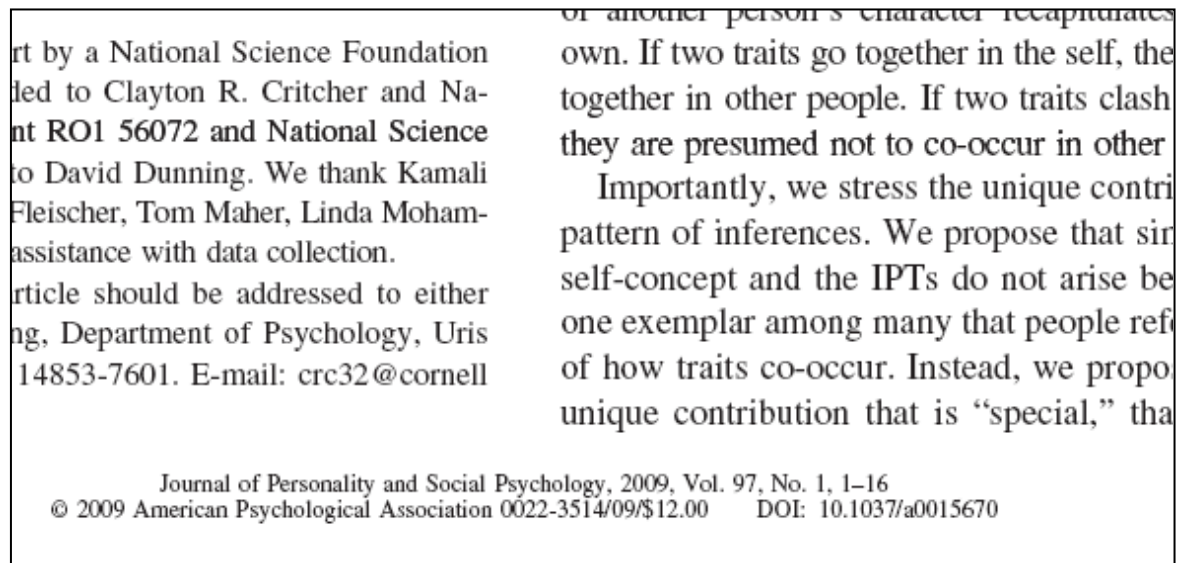 rt by a National Science Foundation
ded to Clayton R. Critcher and Na-
nt RO1 56072 and National Science
to David Dunning. We thank Kamali
Fleischer, Tom Maher, Linda Moham-
assistance with data collection.
rticle should be addressed to either
ng, Department of Psychology, Uris
14853-7601. E-mail: crc32@cornell
of another person's character recapitulates
own. If two traits go together in the self, the
together in other people. If two traits clash
they are presumed not to co-occur in other
Importantly, we stress the unique contri
pattern of inferences. We propose that sim
self-concept and the IPTs do not arise be
one exemplar among many that people refe
of how traits co-occur. Instead, we propo
unique contribution that is “special,” tha
Journal of Personality and Social Psychology, 2009, Vol. 97, No. 1, 1–16
© 2009 American Psychological Association 0022-3514/09/$12.00 DOI: 10.1037/a0015670